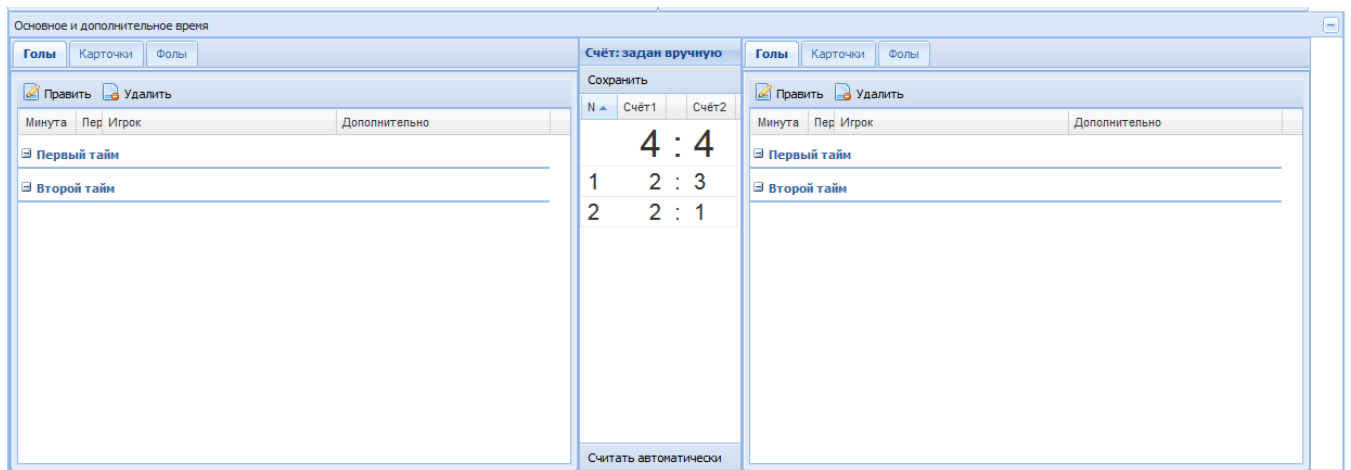 Основное и дополнительное время
Голы Карточки Фолы
Править Удалить
Минута Пер Игрок Дополнительно
Первый тайм
Второй тайм
Счёт: задан вручную
Сохранить
N Счёт1 Счёт2
4 : 4
1 2 : 3
2 2 : 1
Считать автоматически
Голы Карточки Фолы
Править Удалить
Минута Пер Игрок Дополнительно
Первый тайм
Второй тайм